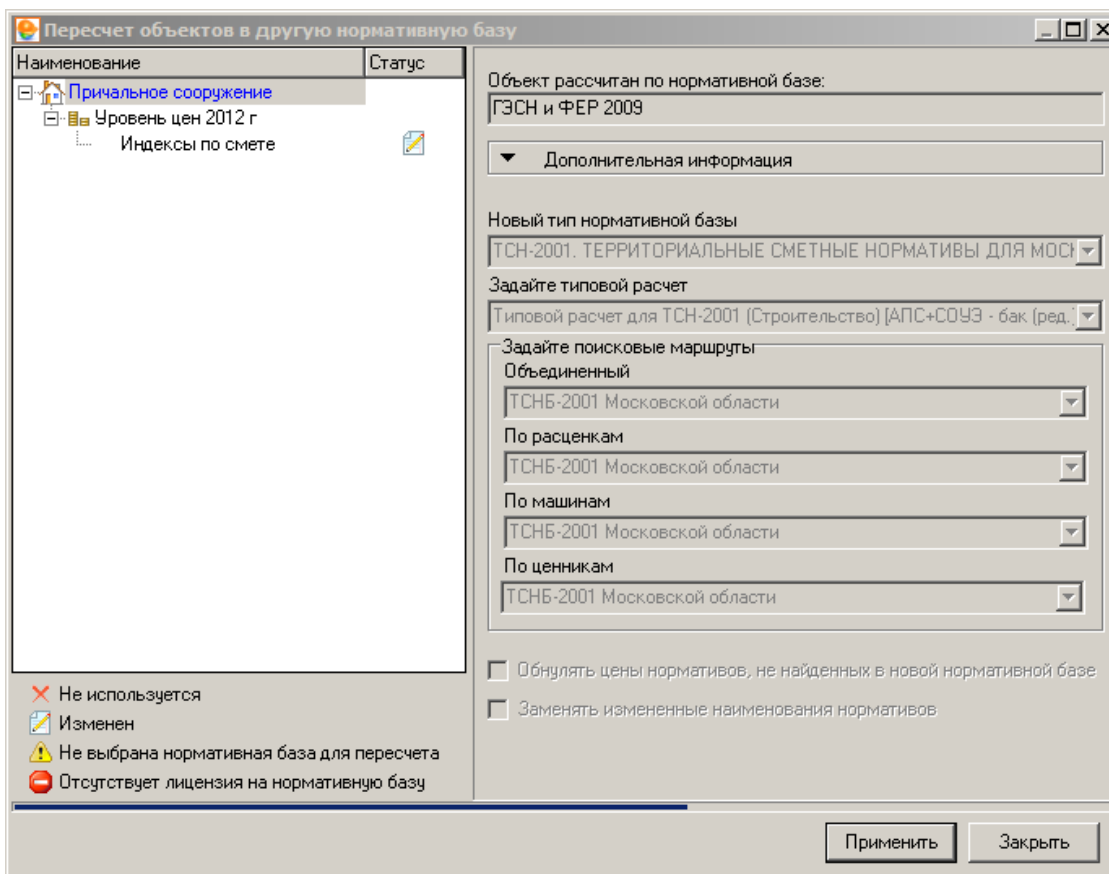 Пересчет объектов в другую нормативную базу
Наименование
Статус
Причальное сооружение
Уровень цен 2012 г
Индексы по смете
Не используется
Изменен
Не выбрана нормативная база для пересчета
Отсутствует лицензия на нормативную базу
Объект рассчитан по нормативной базе:
ГЭСН и ФЕР 2009
Дополнительная информация
Новый тип нормативной базы
ТСН-2001. ТЕРРИТОРИАЛЬНЫЕ СМЕТНЫЕ НОРМАТИВЫ ДЛЯ МОСК
Задайте типовой расчет
Типовой расчет для ТСН-2001 (Строительство) [АПС+СОУЭ - бак (ред.)
Задайте поисковые маршруты
Объединенный
ТСНБ-2001 Московской области
По расценкам
ТСНБ-2001 Московской области
По машинам
ТСНБ-2001 Московской области
По ценникам
ТСНБ-2001 Московской области
Обнулять цены нормативов, не найденных в новой нормативной базе
Заменять измененные наименования нормативов
Применить
Закрыть